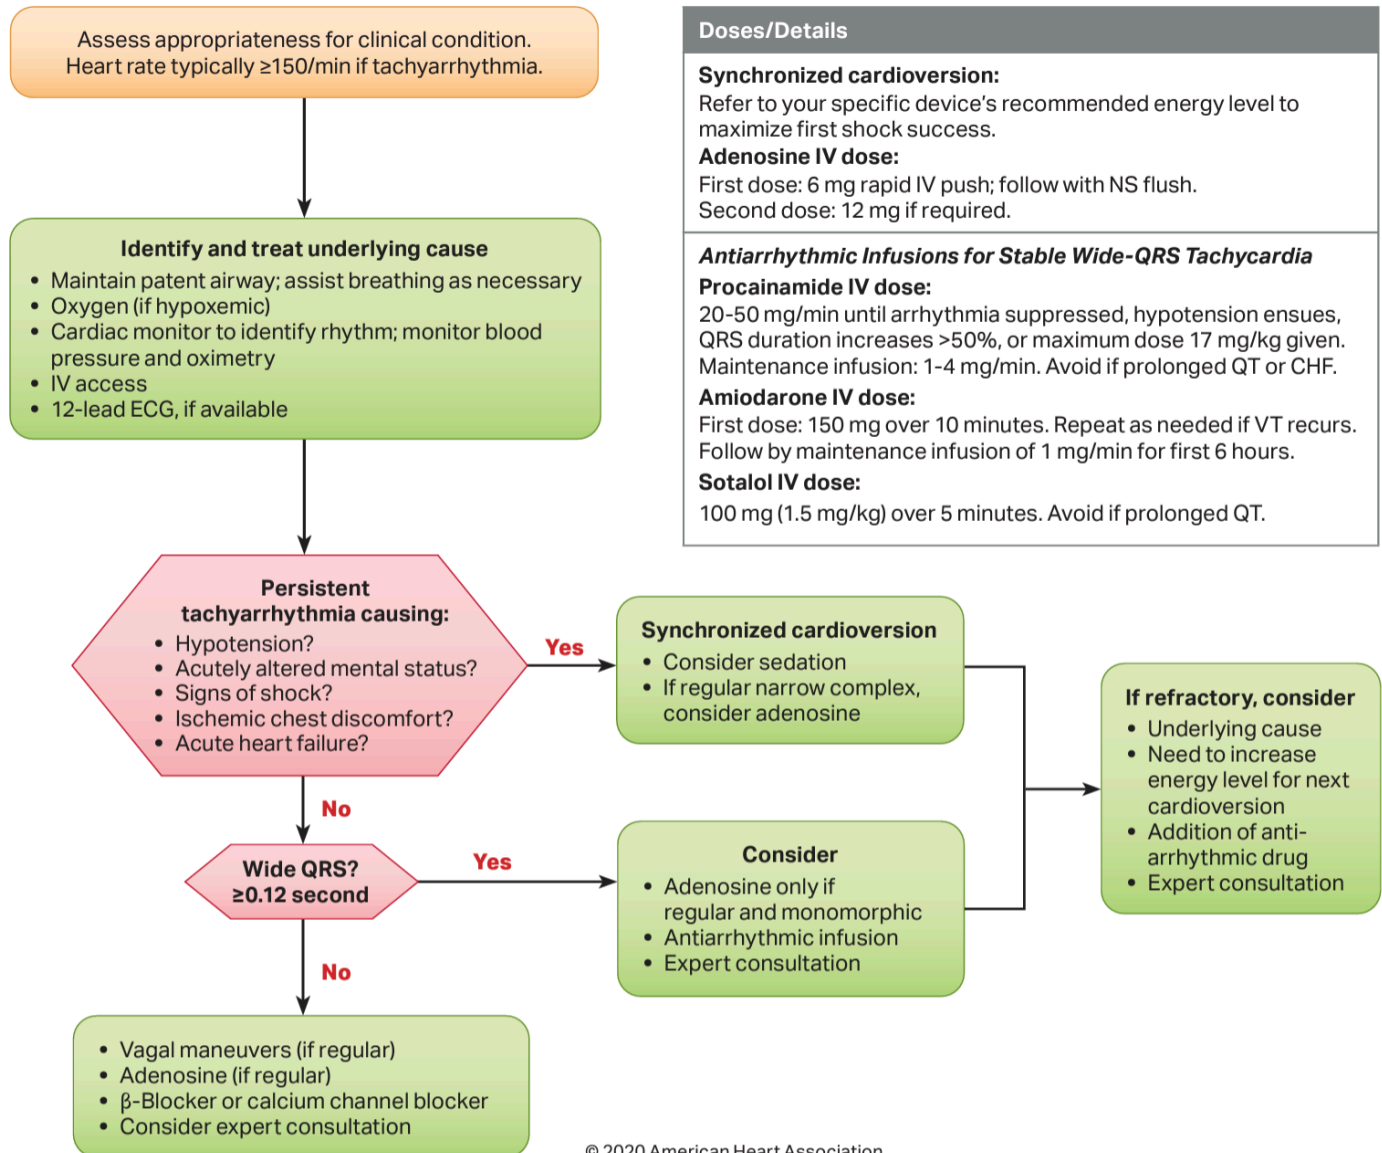 Assess appropriateness for clinical condition.
Heart rate typically ≥150/min if tachyarrhythmia.
Identify and treat underlying cause
• Maintain patent airway; assist breathing as necessary
• Oxygen (if hypoxemic)
• Cardiac monitor to identify rhythm; monitor blood
pressure and oximetry
• IV access
• 12-lead ECG, if available
Persistent
tachyarrhythmia causing:
• Hypotension?
• Acutely altered mental status?
• Signs of shock?
• Ischemic chest discomfort?
• Acute heart failure?
Yes
Synchronized cardioversion
• Consider sedation
• If regular narrow complex,
consider adenosine
No
Wide QRS?
≥0.12 second
Yes
Consider
• Adenosine only if
regular and monomorphic
• Antiarrhythmic infusion
• Expert consultation
If refractory, consider
• Underlying cause
• Need to increase
energy level for next
cardioversion
• Addition of anti-
arrhythmic drug
• Expert consultation
No
• Vagal maneuvers (if regular)
• Adenosine (if regular)
• β-Blocker or calcium channel blocker
• Consider expert consultation
Doses/Details
Synchronized cardioversion:
Refer to your specific device's recommended energy level to
maximize first shock success.
Adenosine IV dose:
First dose: 6 mg rapid IV push; follow with NS flush.
Second dose: 12 mg if required.
Antiarrhythmic Infusions for Stable Wide-QRS Tachycardia
Procainamide IV dose:
20-50 mg/min until arrhythmia suppressed, hypotension ensues,
QRS duration increases >50%, or maximum dose 17 mg/kg given.
Maintenance infusion: 1-4 mg/min. Avoid if prolonged QT or CHF.
Amiodarone IV dose:
First dose: 150 mg over 10 minutes. Repeat as needed if VT recurs.
Follow by maintenance infusion of 1 mg/min for first 6 hours.
Sotalol IV dose:
100 mg (1.5 mg/kg) over 5 minutes. Avoid if prolonged QT.
© 2020 American Heart Association